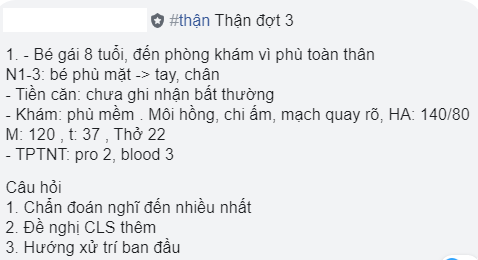 #thận Thận đợt 3
1. - Bé gái 8 tuổi, đến phòng khám vì phù toàn thân
N1-3: bé phù mặt -> tay, chân
- Tiền căn: chưa ghi nhận bất thường
- Khám: phù mềm . Môi hồng, chi ấm, mạch quay rõ, HA: 140/80
M: 120 , t: 37 , Thở 22
- TPTNT: pro 2, blood 3
Câu hỏi
1. Chẩn đoán nghĩ đến nhiều nhất
2. Đề nghị CLS thêm
3. Hướng xử trí ban đầu